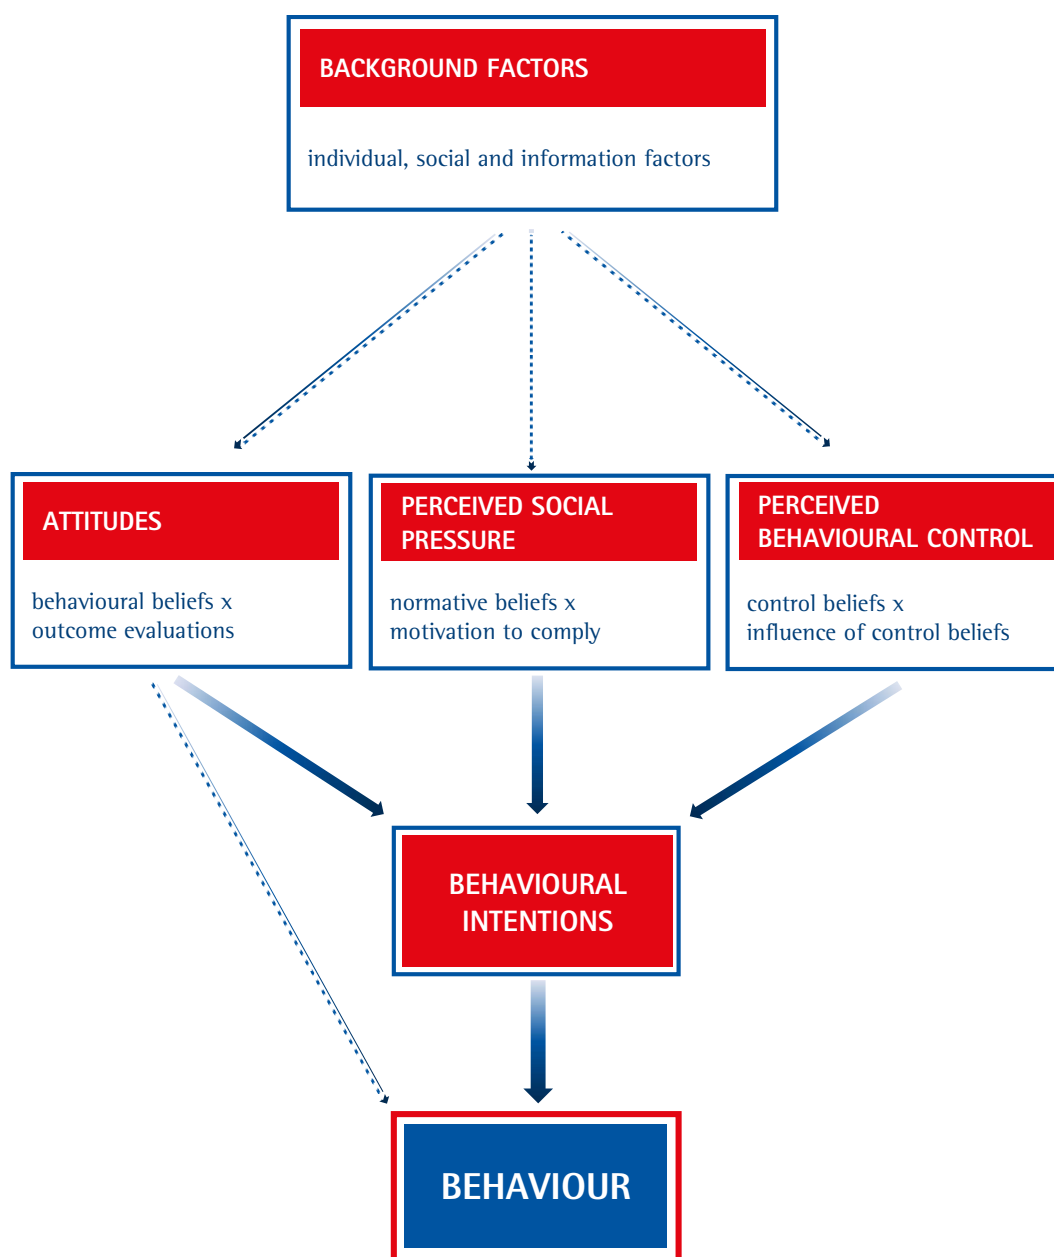 BACKGROUND FACTORS
individual, social and information factors
ATTITUDES
behavioural beliefs x
outcome evaluations
PERCEIVED SOCIAL
PRESSURE
normative beliefs x
motivation to comply
PERCEIVED
BEHAVIOURAL CONTROL
control beliefs x
influence of control beliefs
BEHAVIOURAL
INTENTIONS
BEHAVIOUR